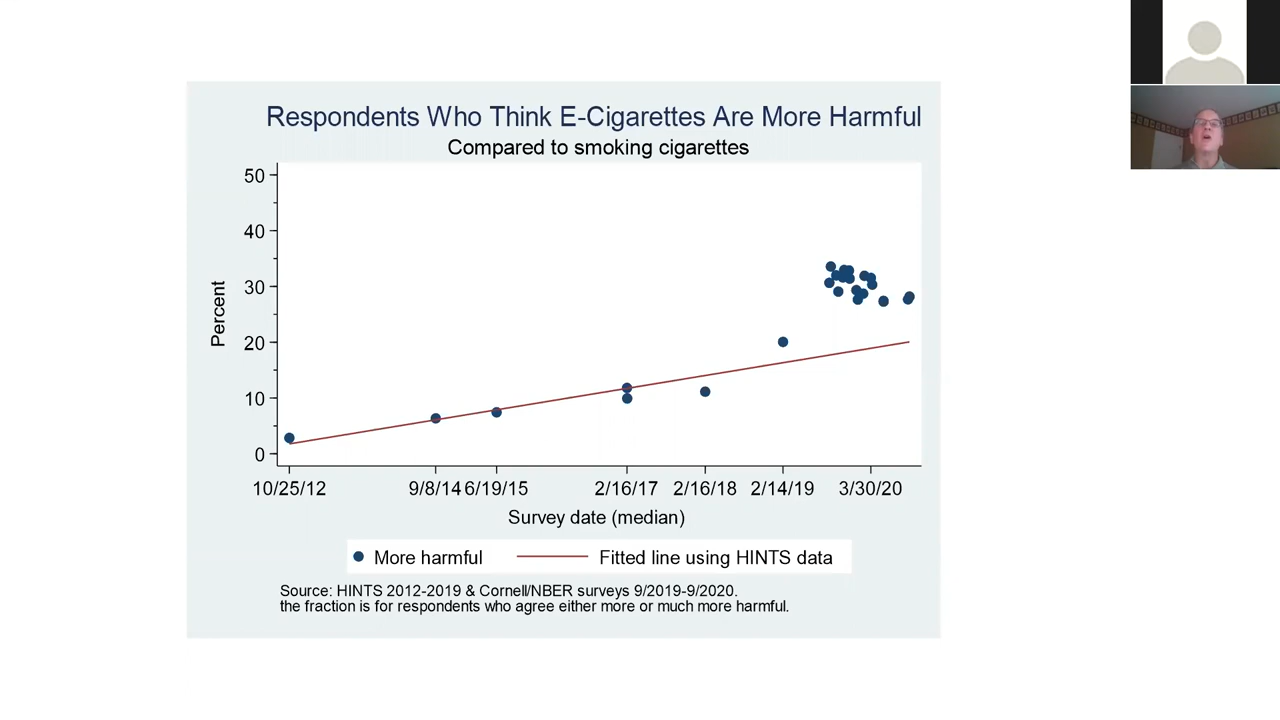 Respondents Who Think E-Cigarettes Are More Harmful
Compared to smoking cigarettes
50
40
30
20
10
0
Percent
10/25/12 9/8/14 6/19/15 2/16/17 2/16/18 2/14/19 3/30/20
Survey date (median)
More harmful Fitted line using HINTS data
Source: HINTS 2012-2019 & Cornell/NBER surveys 9/2019-9/2020.
the fraction is for respondents who agree either more or much more harmful.